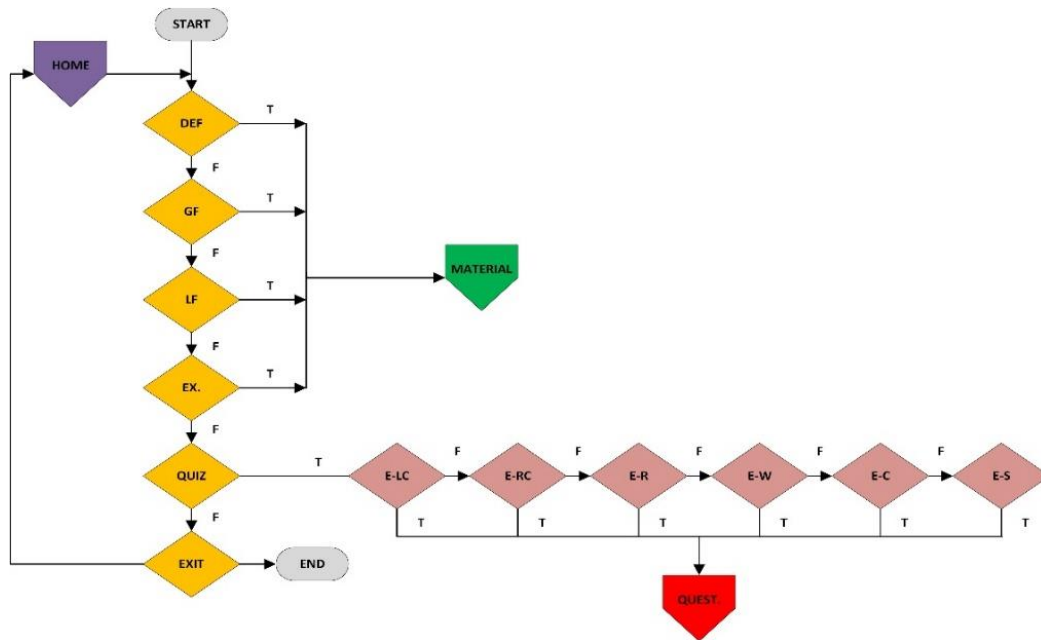 START
HOME
DEF
T
F
GF
T
F
MATERIAL
LF
T
F
EX.
T
F
QUIZ
T
E-LC
F
E-RC
F
E-R
F
E-W
F
E-C
F
E-S
T
T
T
T
T
T
F
EXIT
END
QUEST.